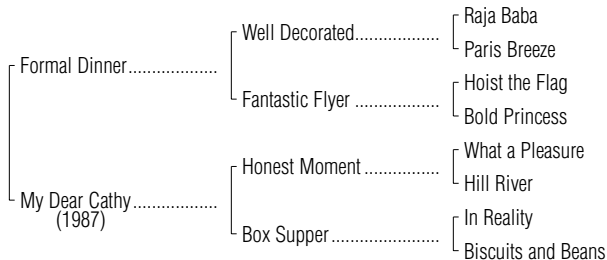 Raja Baba
Well Decorated..................
Paris Breeze
Formal Dinner...................
Hoist the Flag
Fantastic Flyer ..................
Bold Princess
What a Pleasure
Honest Moment ................
Hill River
My Dear Cathy..................
(1987)
In Reality
Box Supper.......................
Biscuits and Beans